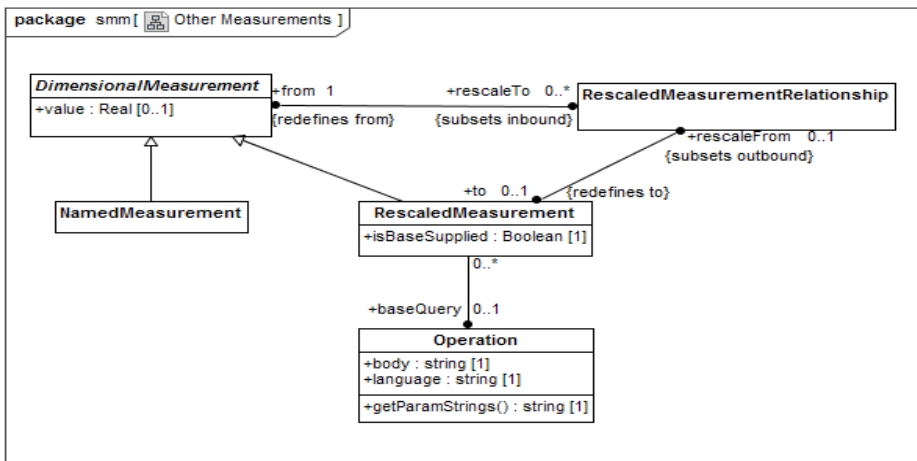 package smm[ Other Measurements ]
DimensionalMeasurement
+value : Real [0..1]
+from 1
{redefines from}
+rescaleTo 0..*
{subsets inbound}
RescaledMeasurementRelationship
+rescaleFrom 0..1
{subsets outbound}
+to 0..1
{redefines to}
NamedMeasurement
RescaledMeasurement
+isBaseSupplied : Boolean [1]
0..*
+baseQuery 0..1
Operation
+body : string [1]
+language : string [1]
+getParamStrings() : string [1]